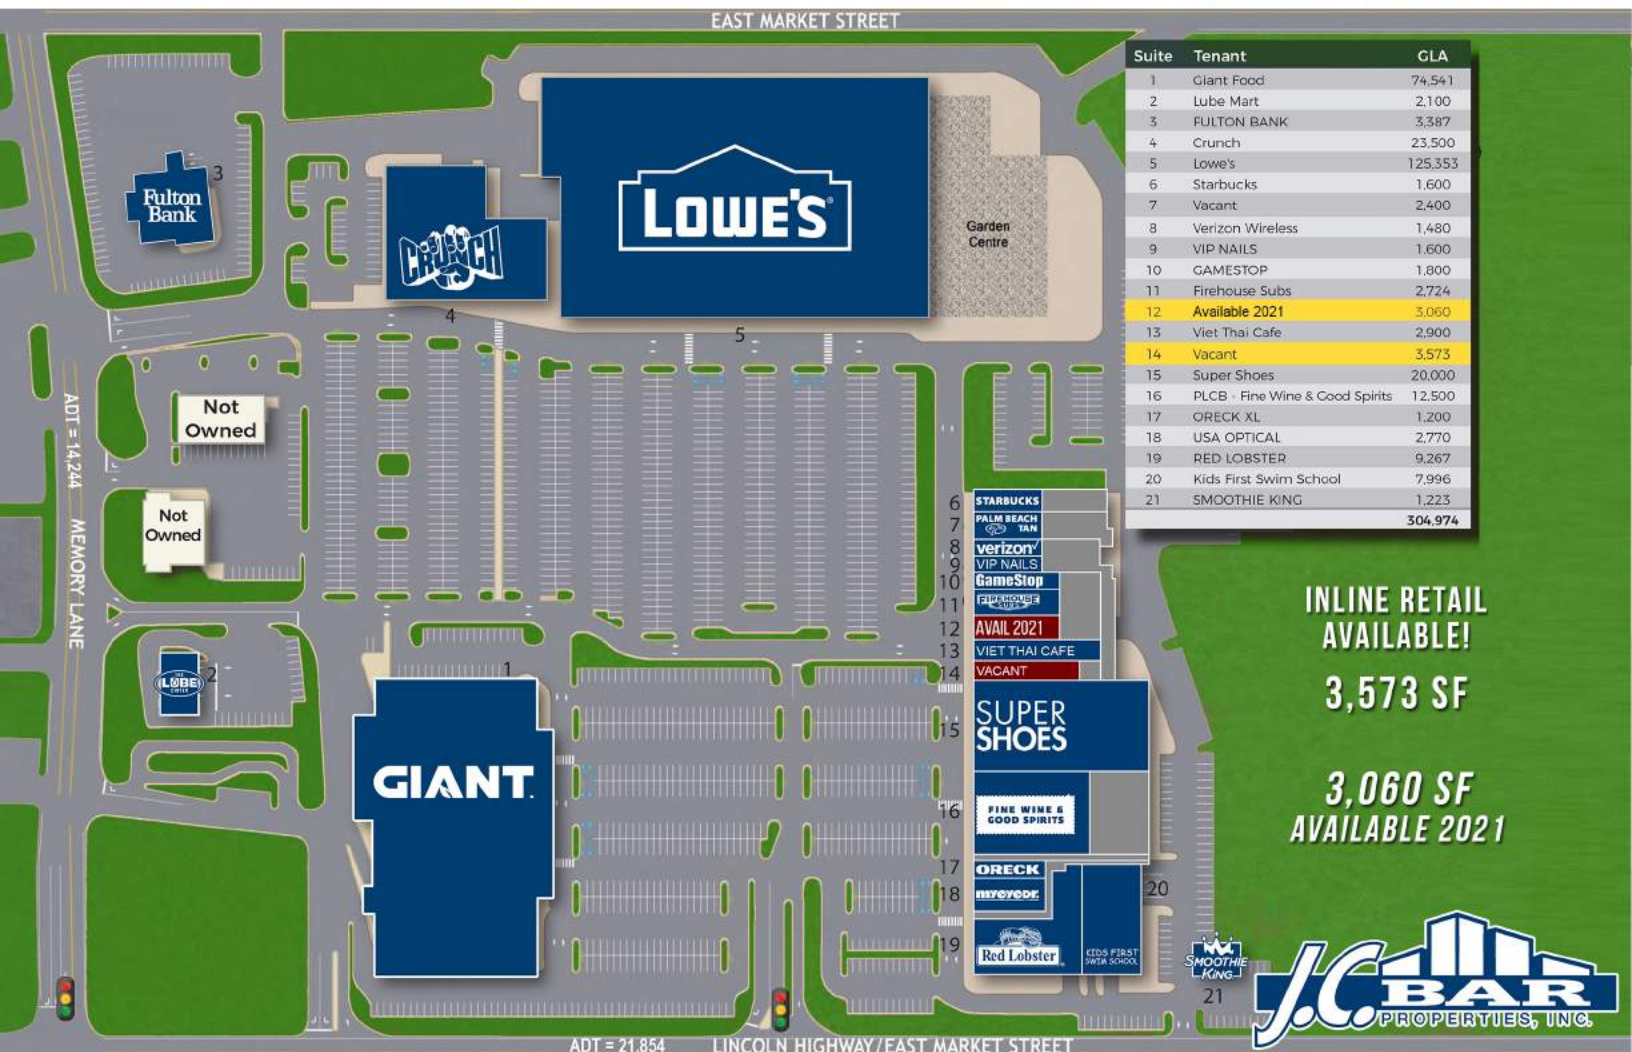 EAST MARKET STREET
Suite Tenant GLA
1 Giant Food 74,541
2 Lube Mart 2,100
3 FULTON BANK 3,387
4 Crunch 23,500
5 Lowe's 125,353
6 Starbucks 1,600
7 Vacant 2,400
8 Verizon Wireless 1,480
9 VIP NAILS 1,600
10 GAMESTOP 1,800
11 Firehouse Subs 2,724
12 Available 2021 3,060
13 Viet Thai Cafe 2,900
14 Vacant 3,573
15 Super Shoes 20,000
16 PLCB - Fine Wine & Good Spirits 12,500
17 ORECK XL 1,200
18 USA OPTICAL 2,770
19 RED LOBSTER 9,267
20 Kids First Swim School 7,996
21 SMOOTHIE KING 1,223
304,974
3
Fulton
Bank
CRUNCH
4
LOWE'S®
5
Garden
Centre
Not
Owned
Not
Owned
ADT = 14,244 MEMORY LANE
LUBE
CENTER
2
1
GIANT.
6 STARBUCKS
7 PALM BEACH
TAN
8 verizon✓
9 VIP NAILS
10 GameStop
11 FIREHOUSE
SUBS
12 AVAIL 2021
13 VIET THAI CAFE
14 VACANT
15 SUPER
SHOES
16 FINE WINE &
GOOD SPIRITS
17 ORECK
18 myeyedr.
19 Red Lobster
KIDS FIRST
SWIM SCHOOL
20
SMOOTHIE
KING
21
INLINE RETAIL
AVAILABLE!
3,573 SF
3,060 SF
AVAILABLE 2021
J.C. BAR
PROPERTIES, INC.
ADT = 21,854 LINCOLN HIGHWAY/EAST MARKET STREET